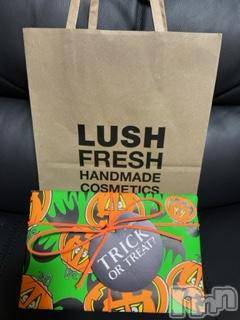 LUSH
FRESH
HANDMADE
COSMETICS
TRICK
OR TREAT?